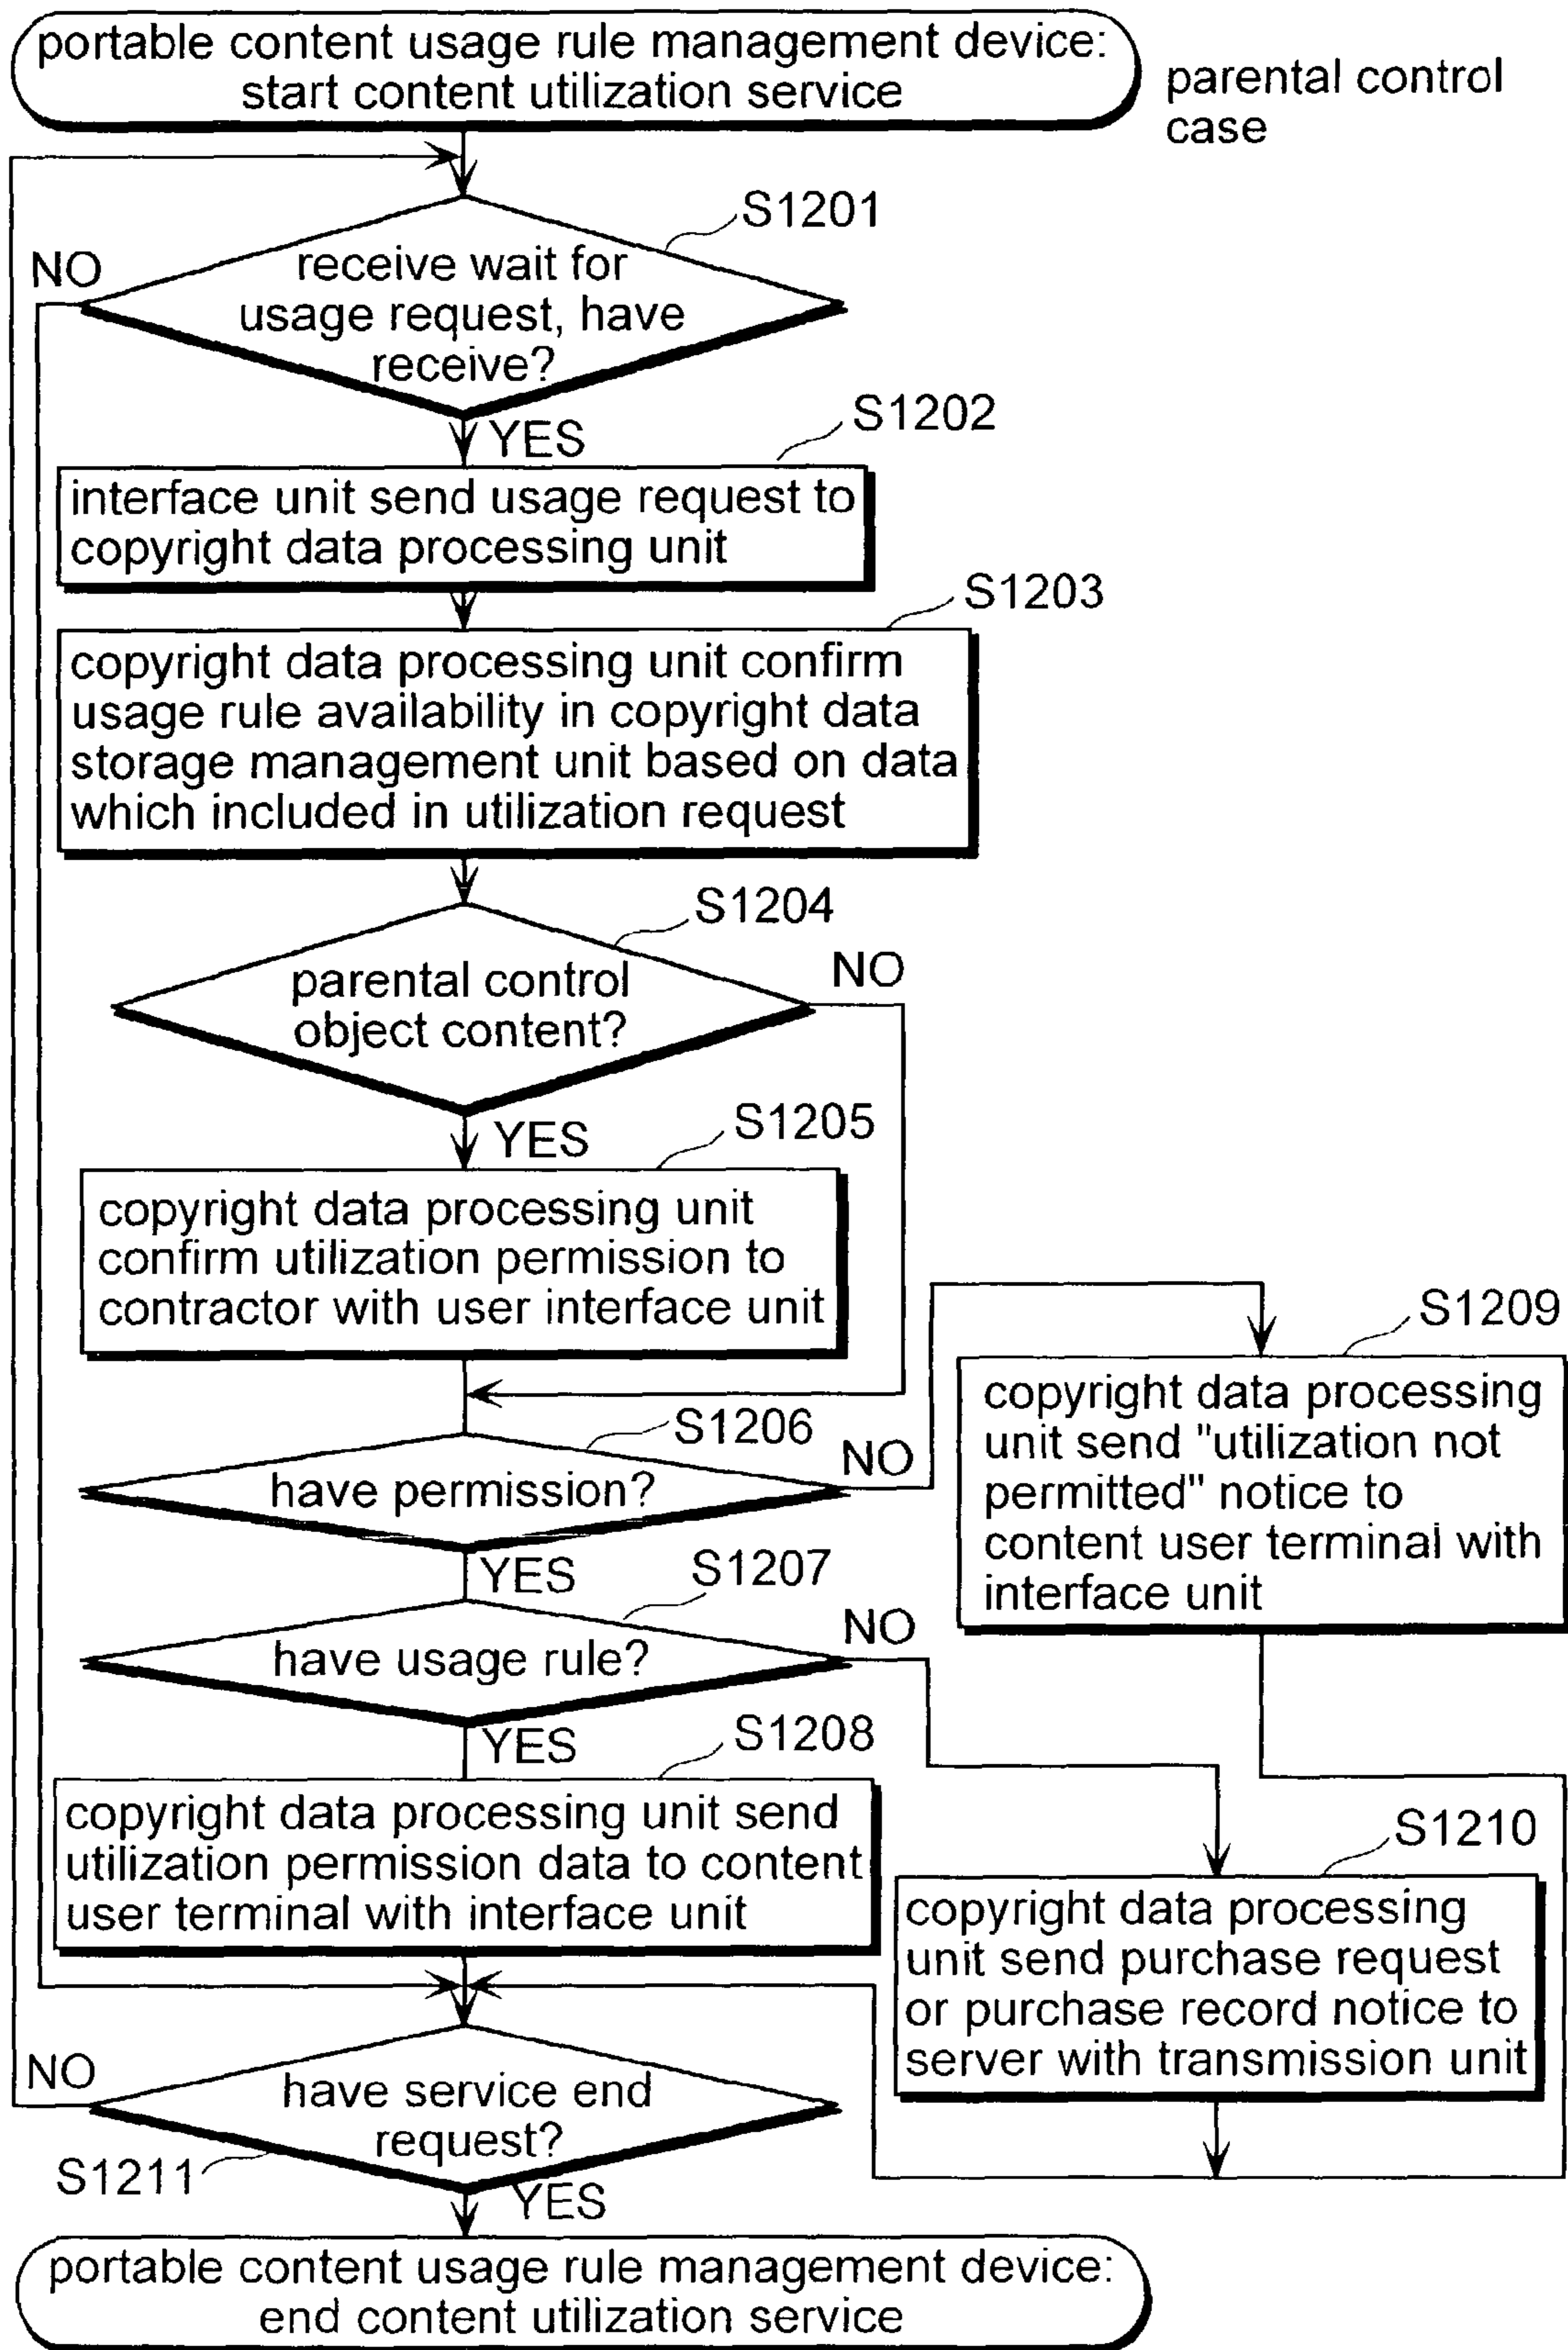 portable content usage rule management device:
start content utilization service
parental control
case
S1201
NO
receive wait for
usage request, have
receive?
YES
S1202
interface unit send usage request to
copyright data processing unit
S1203
copyright data processing unit confirm
usage rule availability in copyright data
storage management unit based on data
which included in utilization request
S1204
NO
parental control
object content?
YES
S1205
copyright data processing unit
confirm utilization permission to
contractor with user interface unit
S1206
NO
have permission?
YES
S1209
copyright data processing
unit send "utilization not
permitted" notice to
content user terminal with
interface unit
S1207
NO
have usage rule?
YES
S1208
copyright data processing unit send
utilization permission data to content
user terminal with interface unit
S1210
copyright data processing
unit send purchase request
or purchase record notice to
server with transmission unit
NO
have service end
request?
S1211
YES
portable content usage rule management device:
end content utilization service